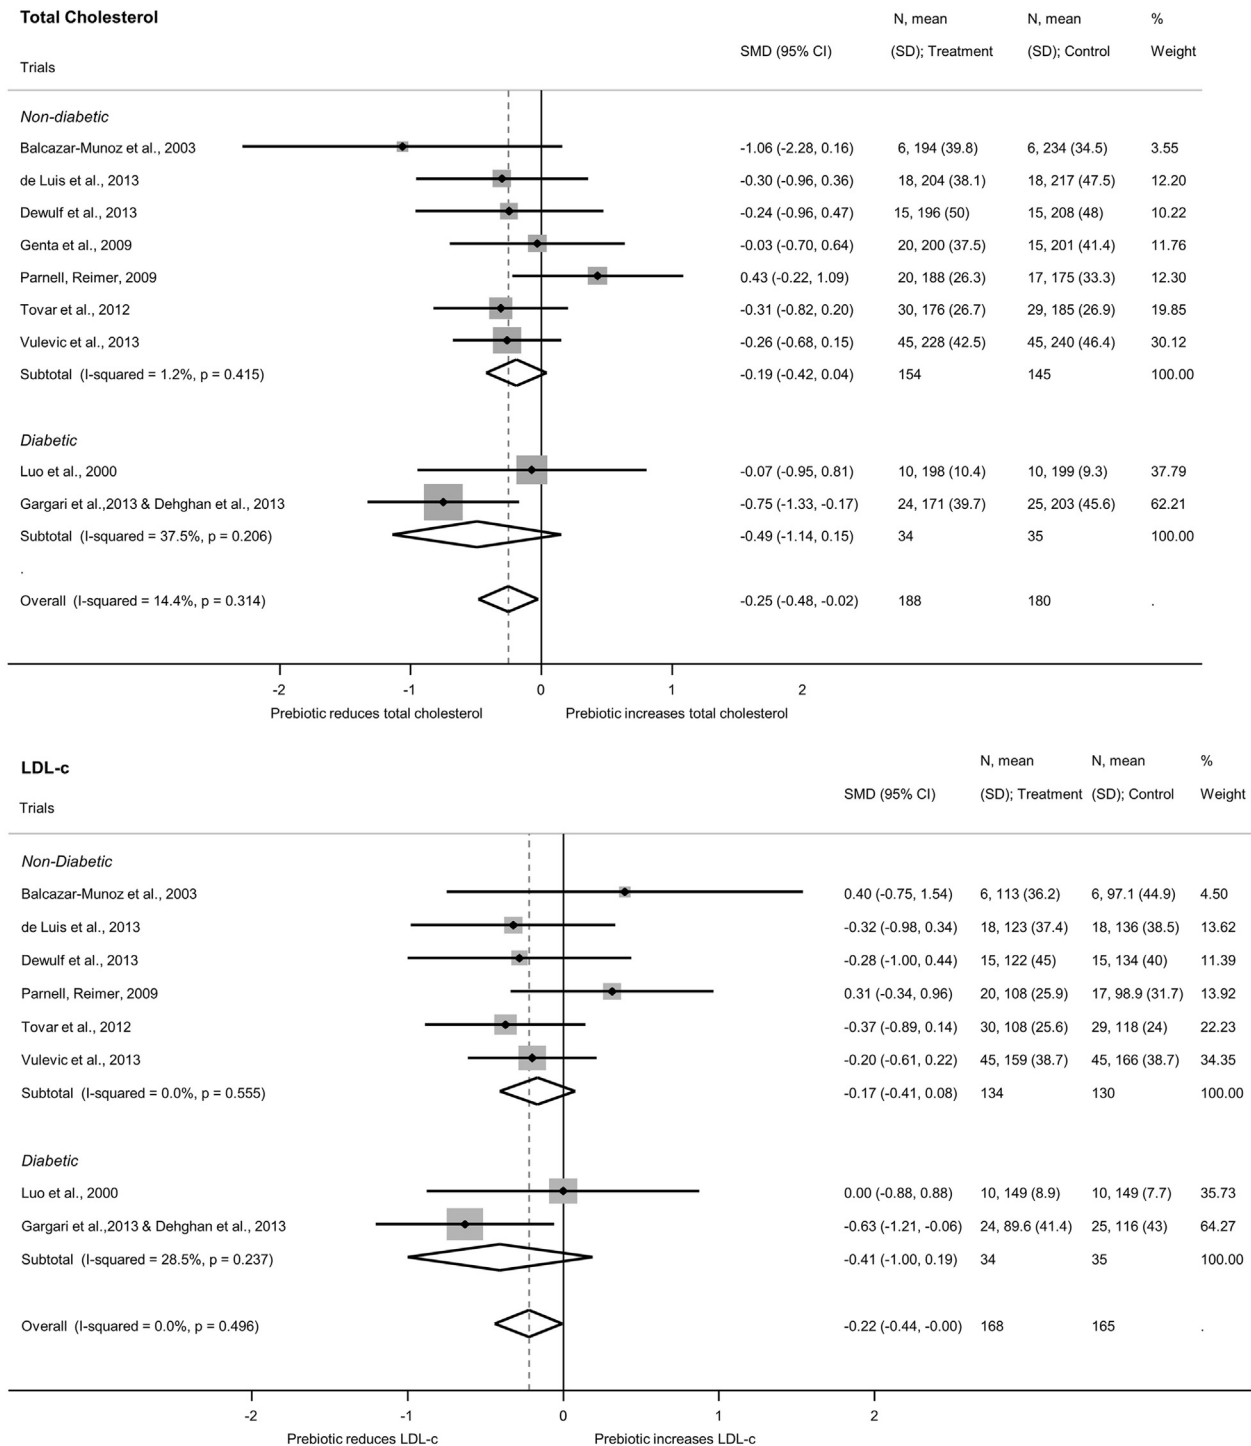 Total Cholesterol N, mean N, mean %
SMD (95% CI) (SD); Treatment (SD); Control Weight
Trials
Non-diabetic
Balcazar-Munoz et al., 2003 -1.06 (-2.28, 0.16) 6, 194 (39.8) 6, 234 (34.5) 3.55
de Luis et al., 2013 -0.30 (-0.96, 0.36) 18, 204 (38.1) 18, 217 (47.5) 12.20
Dewulf et al., 2013 -0.24 (-0.96, 0.47) 15, 196 (50) 15, 208 (48) 10.22
Genta et al., 2009 -0.03 (-0.70, 0.64) 20, 200 (37.5) 15, 201 (41.4) 11.76
Parnell, Reimer, 2009 0.43 (-0.22, 1.09) 20, 188 (26.3) 17, 175 (33.3) 12.30
Tovar et al., 2012 -0.31 (-0.82, 0.20) 30, 176 (26.7) 29, 185 (26.9) 19.85
Vulevic et al., 2013 -0.26 (-0.68, 0.15) 45, 228 (42.5) 45, 240 (46.4) 30.12
Subtotal (I-squared = 1.2%, p = 0.415) -0.19 (-0.42, 0.04) 154 145 100.00
Diabetic
Luo et al., 2000 -0.07 (-0.95, 0.81) 10, 198 (10.4) 10, 199 (9.3) 37.79
Gargari et al.,2013 & Dehghan et al., 2013 -0.75 (-1.33, -0.17) 24, 171 (39.7) 25, 203 (45.6) 62.21
Subtotal (I-squared = 37.5%, p = 0.206) -0.49 (-1.14, 0.15) 34 35 100.00
.
Overall (I-squared = 14.4%, p = 0.314) -0.25 (-0.48, -0.02) 188 180 .
-2 -1 0 1 2
Prebiotic reduces total cholesterol Prebiotic increases total cholesterol
LDL-c N, mean N, mean %
SMD (95% CI) (SD); Treatment (SD); Control Weight
Trials
Non-Diabetic
Balcazar-Munoz et al., 2003 0.40 (-0.75, 1.54) 6, 113 (36.2) 6, 97.1 (44.9) 4.50
de Luis et al., 2013 -0.32 (-0.98, 0.34) 18, 123 (37.4) 18, 136 (38.5) 13.62
Dewulf et al., 2013 -0.28 (-1.00, 0.44) 15, 122 (45) 15, 134 (40) 11.39
Parnell, Reimer, 2009 0.31 (-0.34, 0.96) 20, 108 (25.9) 17, 98.9 (31.7) 13.92
Tovar et al., 2012 -0.37 (-0.89, 0.14) 30, 108 (25.6) 29, 118 (24) 22.23
Vulevic et al., 2013 -0.20 (-0.61, 0.22) 45, 159 (38.7) 45, 166 (38.7) 34.35
Subtotal (I-squared = 0.0%, p = 0.555) -0.17 (-0.41, 0.08) 134 130 100.00
Diabetic
Luo et al., 2000 0.00 (-0.88, 0.88) 10, 149 (8.9) 10, 149 (7.7) 35.73
Gargari et al.,2013 & Dehghan et al., 2013 -0.63 (-1.21, -0.06) 24, 89.6 (41.4) 25, 116 (43) 64.27
Subtotal (I-squared = 28.5%, p = 0.237) -0.41 (-1.00, 0.19) 34 35 100.00
Overall (I-squared = 0.0%, p = 0.496) -0.22 (-0.44, -0.00) 168 165 .
-2 -1 0 1 2
Prebiotic reduces LDL-c Prebiotic increases LDL-c